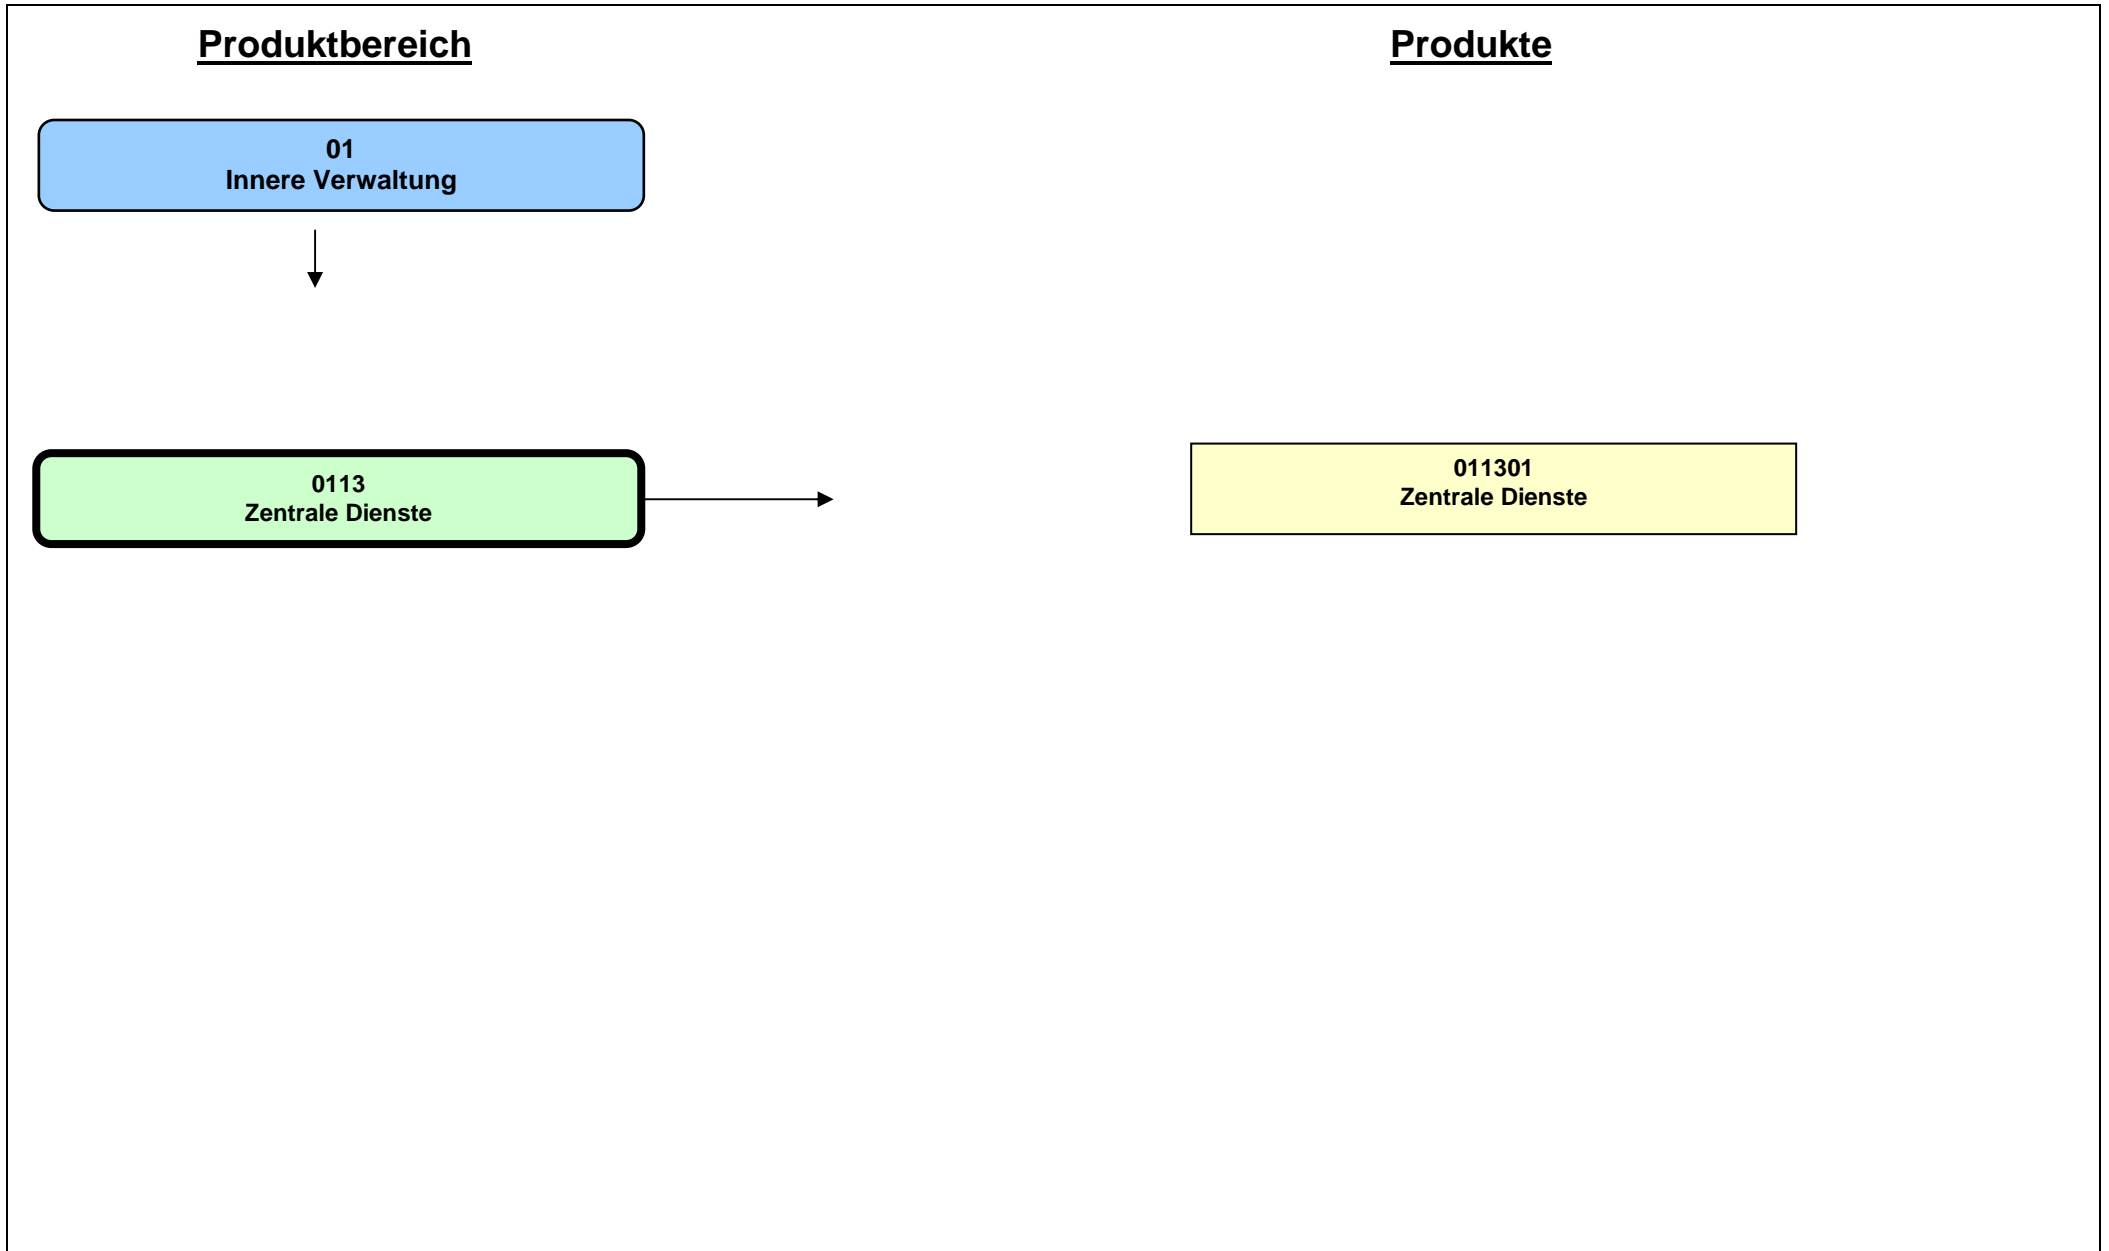 Produktbereich
Produkte
01
Innere Verwaltung
0113
Zentrale Dienste
011301
Zentrale Dienste